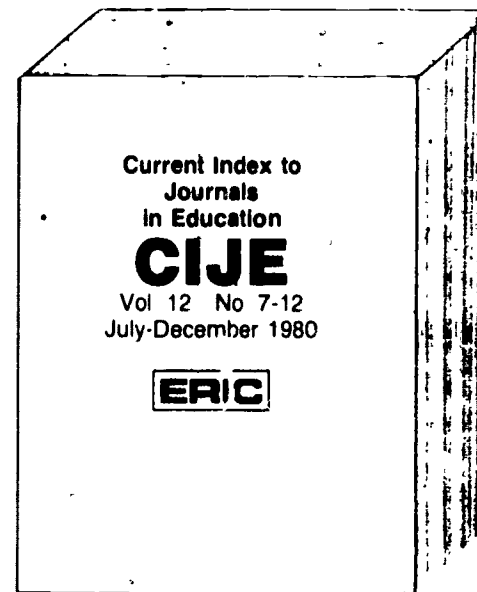 Current Index to
Journals
in Education
CIJE
Vol 12 No 7-12
July-December 1980
ERIC